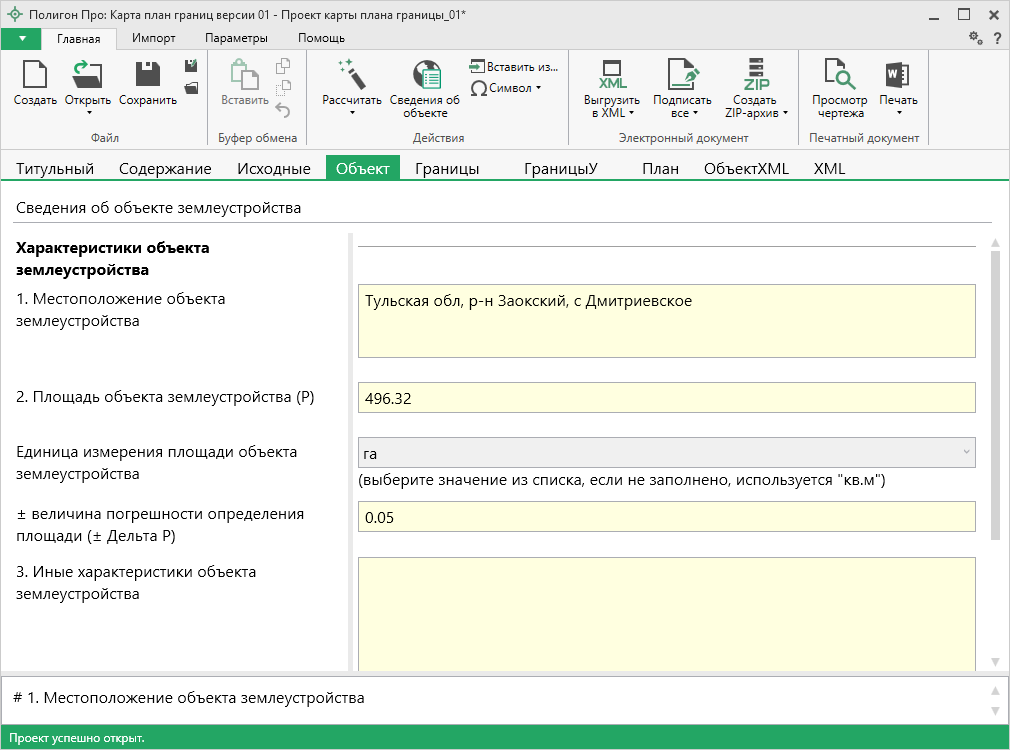 Полигон Про: Карта план границ версии 01 - Проект карты плана границы_01*
Главная Импорт Параметры Помощь
?
XML ZIP W
Создать Открыть Сохранить Вставить Рассчитать Сведения об объекте Вставить из... Символ Выгрузить в XML Подписать все Создать ZIP-архив Просмотр чертежа Печать
Файл Буфер обмена Действия Электронный документ Печатный документ
Титульный Содержание Исходные Объект Границы ГраницыУ План ОбъектXML XML
Сведения об объекте землеустройства
Характеристики объекта
землеустройства
1. Местоположение объекта
землеустройства
Тульская обл, р-н Заокский, с Дмитриевское
2. Площадь объекта землеустройства (P)
496.32
Единица измерения площади объекта
землеустройства
га
(выберите значение из списка, если не заполнено, используется "кв.м")
± величина погрешности определения
площади (± Дельта P)
0.05
3. Иные характеристики объекта
землеустройства
# 1. Местоположение объекта землеустройства
Проект успешно открыт.